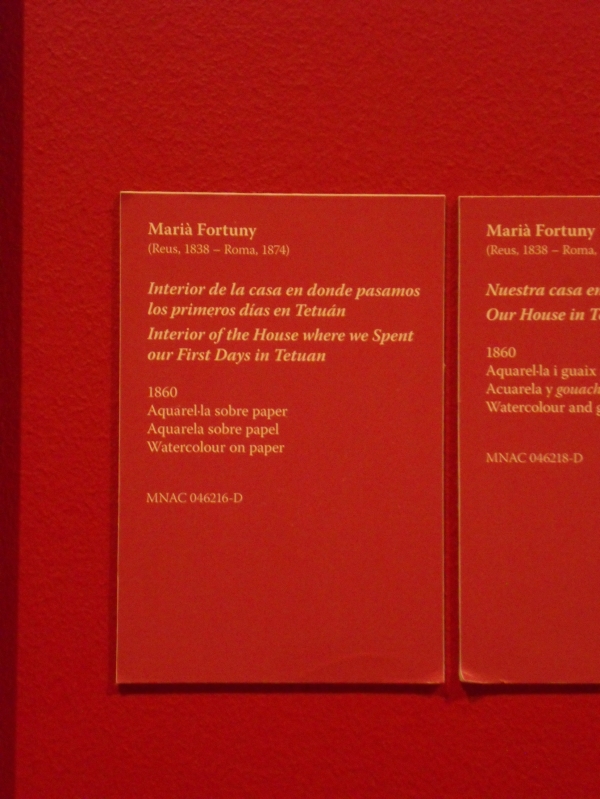 Marià Fortuny
(Reus, 1838 – Roma, 1874)
Interior de la casa en donde pasamos
los primeros días en Tetuán
Interior of the House where we Spent
our First Days in Tetuan
1860
Aquarel·la sobre paper
Aquarela sobre papel
Watercolour on paper
MNAC 046216-D
Marià Fortuny
(Reus, 1838 – Roma,
Nuestra casa
Our House in
1860
Aquarel·la i guaix
Acuarela y
Watercolour and
MNAC 046218-D